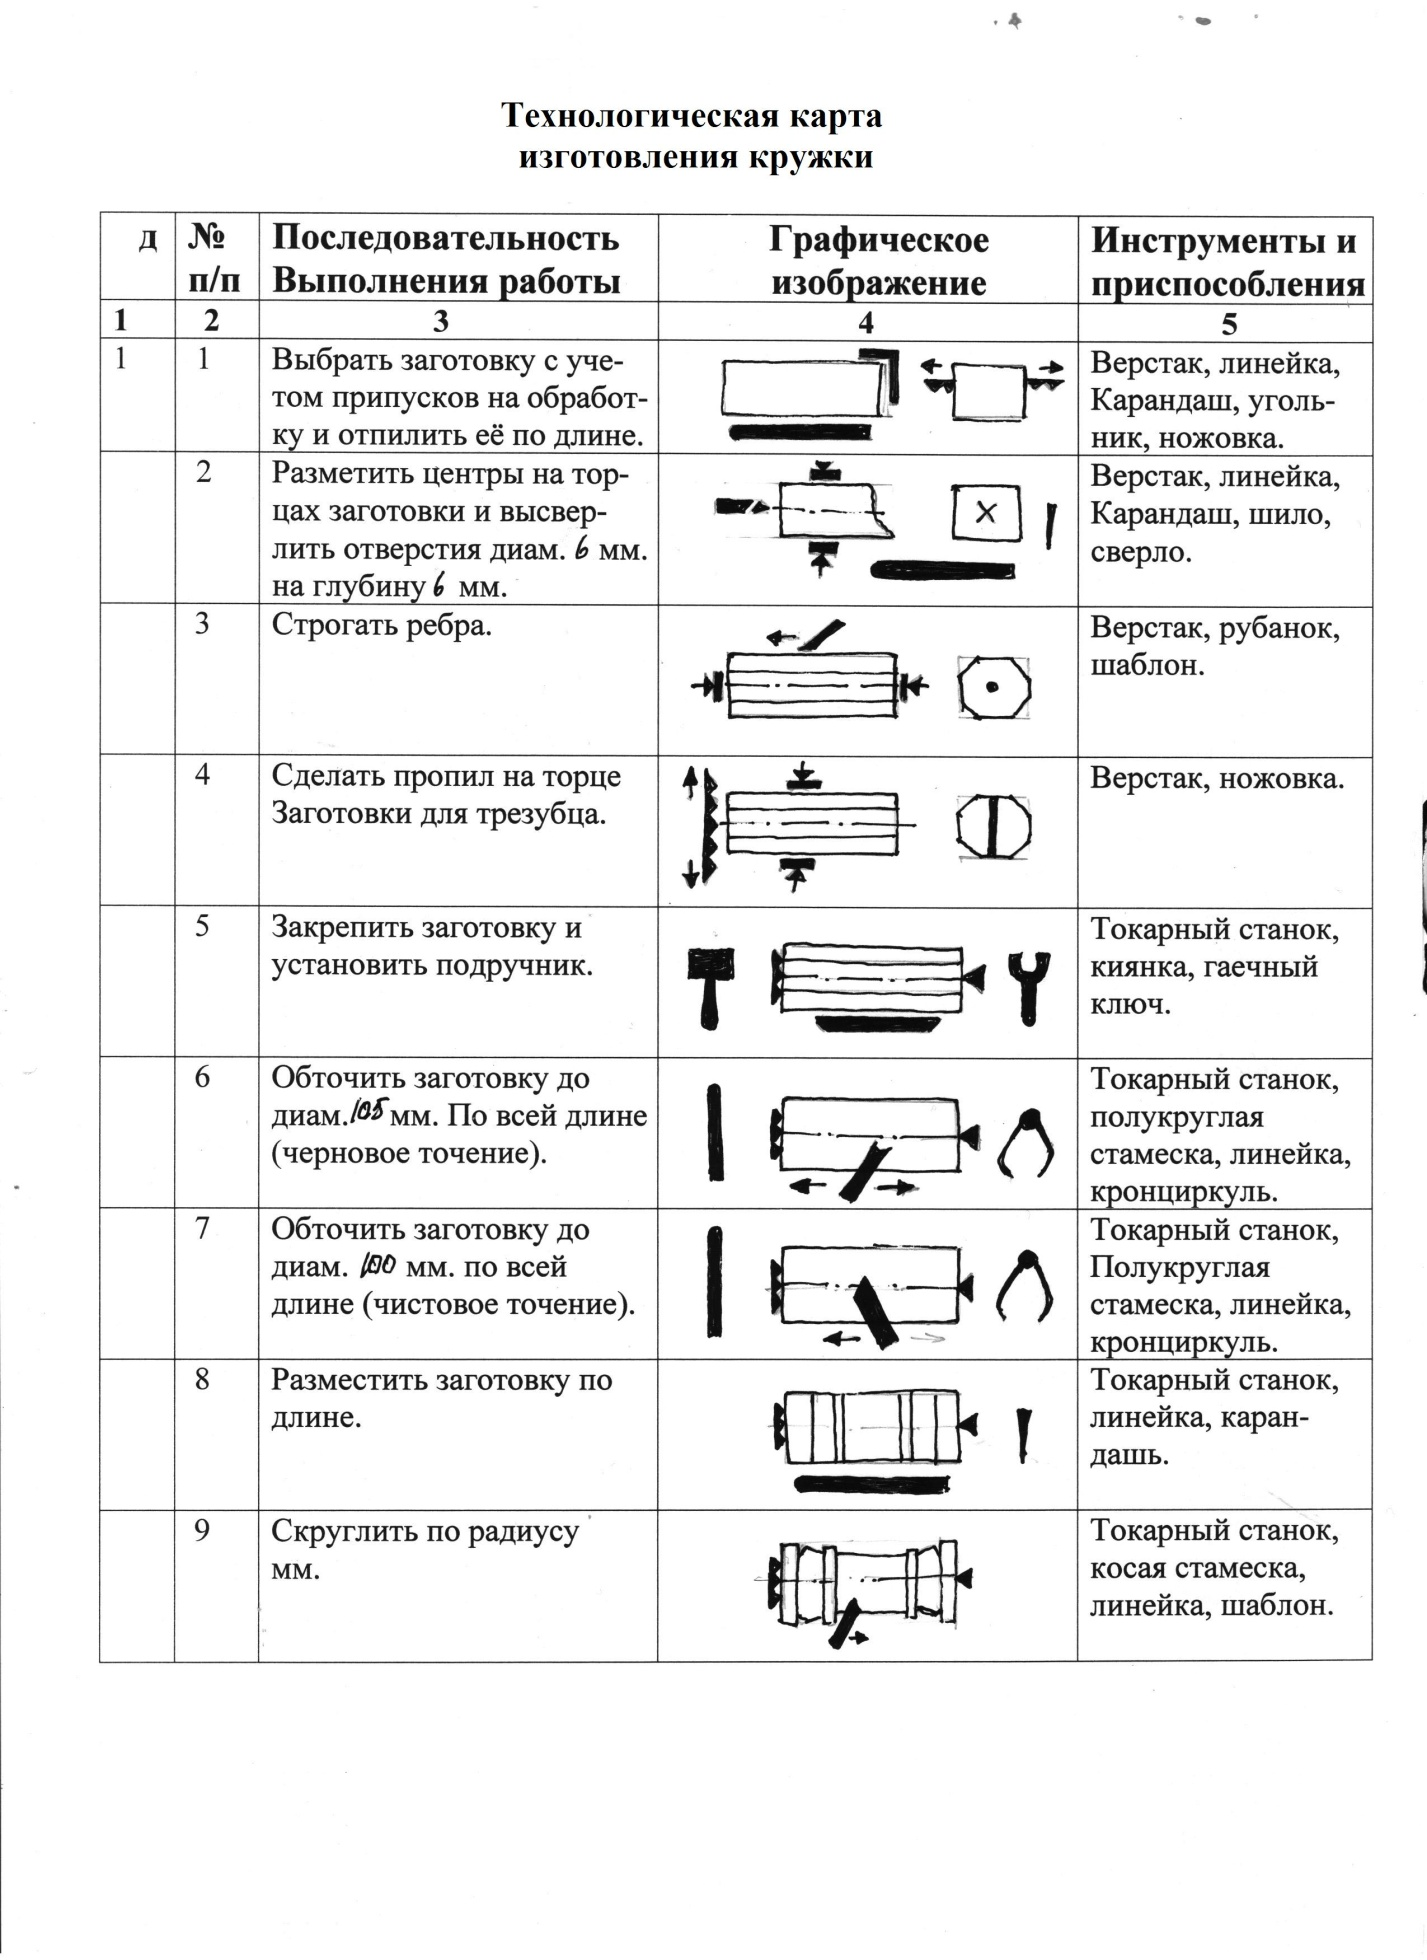 Технологическая карта
изготовления кружки
д
№
п/п
Последовательность
Выполнения работы
Графическое
изображение
Инструменты и
приспособления
1
2
3
4
5
1
1
Выбрать заготовку с уче-
том припусков на обработ-
ку и отпилить её по длине.
Верстак, линейка,
Карандаш, уголь-
ник, ножовка.
2
Разметить центры на тор-
цах заготовки и высвер-
лить отверстия диам. 6 мм.
на глубину 6 мм.
Верстак, линейка,
Карандаш, шило,
сверло.
3
Строгать ребра.
Верстак, рубанок,
шаблон.
4
Сделать пропил на торце
Заготовки для трезубца.
Верстак, ножовка.
5
Закрепить заготовку и
установить подручник.
Токарный станок,
киянка, гаечный
ключ.
6
Обточить заготовку до
диам.105 мм. По всей длине
(черновое точение).
Токарный станок,
полукруглая
стамеска, линейка,
кронциркуль.
7
Обточить заготовку до
диам. 100 мм. по всей
длине (чистовое точение).
Токарный станок,
Полукруглая
стамеска, линейка,
кронциркуль.
8
Разместить заготовку по
длине.
Токарный станок,
линейка, каран-
дашь.
9
Скруглить по радиусу
мм.
Токарный станок,
косая стамеска,
линейка, шаблон.